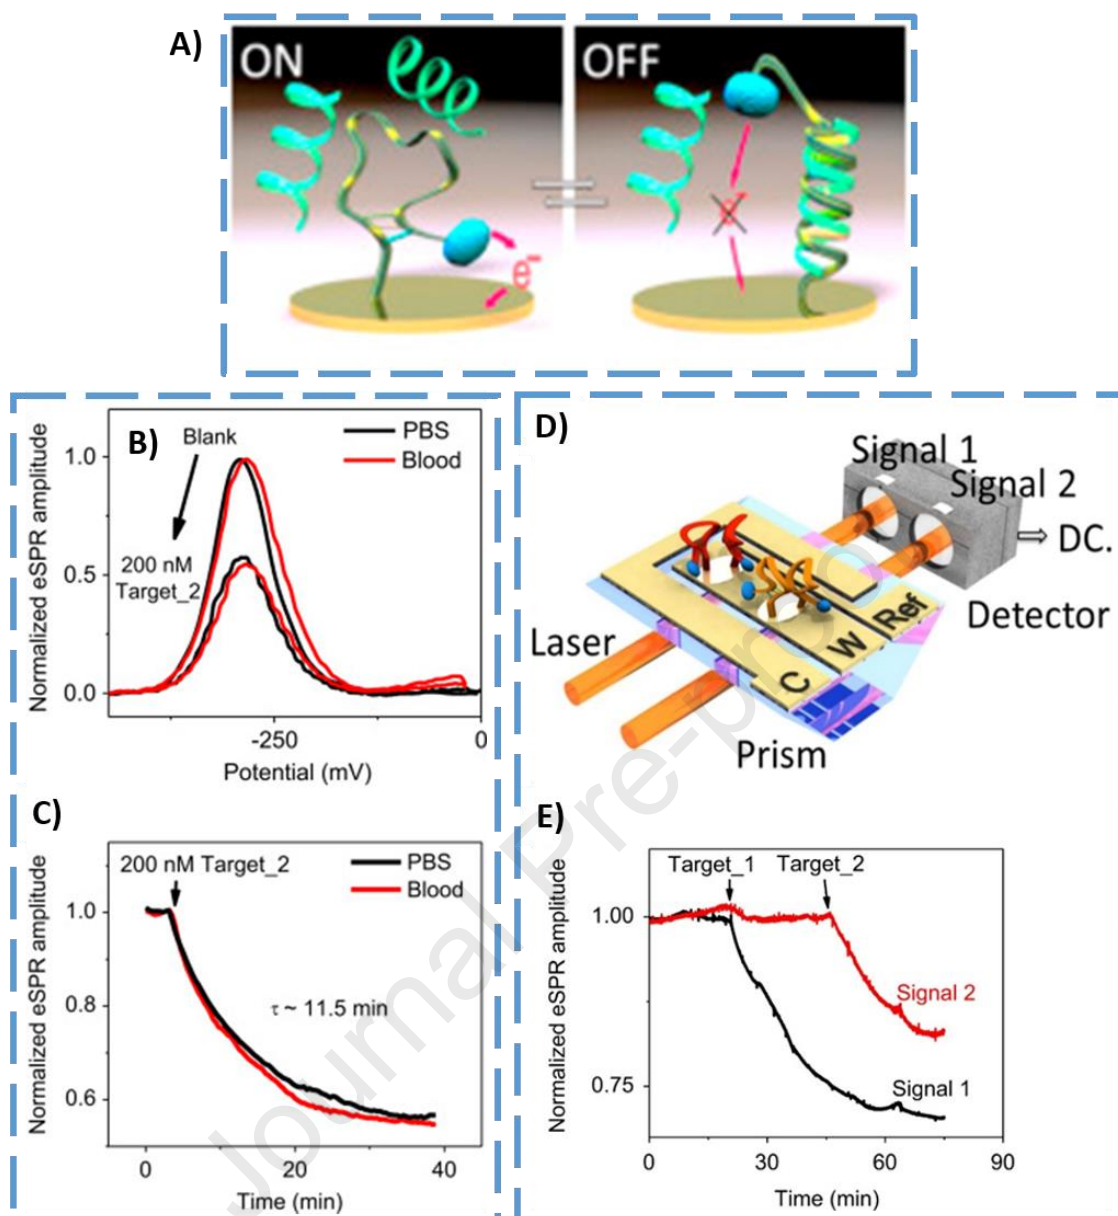 A)
ON
OFF
e⁻
e⁻
B)
Blank
PBS
Blood
200 nM
Target_2
Normalized eSPR amplitude
1.0
0.5
0.0
-250
0
Potential (mV)
C)
200 nM Target_2
PBS
Blood
τ ~ 11.5 min
Normalized eSPR amplitude
1.0
0.8
0.6
0
20
40
Time (min)
D)
Signal 1
Signal 2
DC.
Detector
Laser
Ref
W
C
Prism
E)
Target_1
Target_2
Signal 2
Signal 1
Normalized eSPR amplitude
1.00
0.75
0
30
60
90
Time (min)
Journal Pre-proof